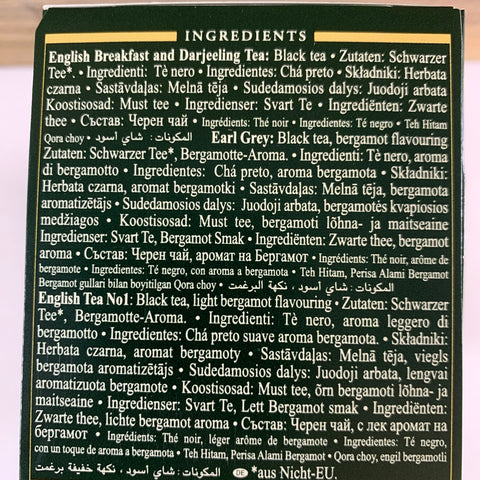 INGREDIENTS
English Breakfast and Darjeeling Tea: Black tea • Zutaten: Schwarzer
Tee*. • Ingredienti: Tè nero • Ingredientes: Chá preto • Składniki: Herbata
czarna • Sastāvdaļas: Melnā tēja • Sudedamosios dalys: Juodoji arbata
Koostisosad: Must tee • Ingredienser: Svart Te • Ingrediënten: Zwarte
thee • Състав: Черен чай • Ingrédients: Thé noir • Ingredientes: Té negro • Teh Hitam
Qora choy • المكونات: شاي أسود • Earl Grey: Black tea, bergamot flavouring
Zutaten: Schwarzer Tee*, Bergamotte-Aroma. • Ingredienti: Tè nero, aroma
di bergamotto • Ingredientes: Chá preto, aroma bergamota • Składniki:
Herbata czarna, aromat bergamotki • Sastāvdaļas: Melnā tēja, bergamota
aromatizētājs • Sudedamosios dalys: Juodoji arbata, bergamotės kvapiosios
medžiagos • Koostisosad: Must tee, bergamoti lõhna- ja maitseaine
Ingredienser: Svart Te, Bergamot Smak • Ingrediënten: Zwarte thee, bergamot
aroma • Състав: Черен чай, аромат на Бергамот • Ingrédients: Thé noir, arôme de
bergamote • Ingredientes: Té negro, con aroma a bergamota • Teh Hitam, Perisa Alami Bergamot
Bergamot gullari bilan boyitilgan Qora choy • المكونات: شاي أسود، نكهة البرغمت
English Tea No1: Black tea, light bergamot flavouring • Zutaten: Schwarzer
Tee*, Bergamotte-Aroma. • Ingredienti: Tè nero, aroma leggero di
bergamotto • Ingredientes: Chá preto suave aroma bergamota. • Składniki:
Herbata czarna, aromat bergamoty • Sastāvdaļas: Melnā tēja, viegls
bergamota aromatizētājs • Sudedamosios dalys: Juodoji arbata, lengvai
aromatizuota bergamote • Koostisosad: Must tee, õrn bergamoti lõhna- ja
maitseaine • Ingredienser: Svart Te, Lett Bergamot smak • Ingrediënten:
Zwarte thee, lichte bergamot aroma • Състав: Черен чай, с лек аромат на
бергамот • Ingrédients: Thé noir, léger arôme de bergamote • Ingredientes: Té negro,
con un toque de aroma a bergamota • Teh Hitam, Perisa Alami Bergamot • Qora choy, engil bergamotli
المكونات: شاي أسود، نكهة خفيفة برغمت • DE *aus Nicht-EU.